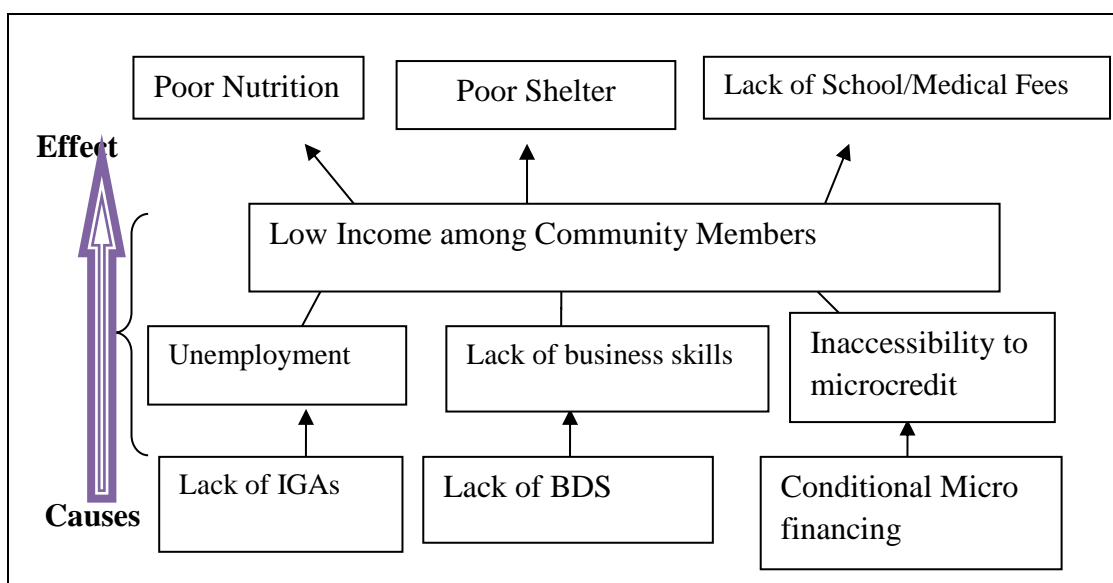 Poor Nutrition
Poor Shelter
Lack of School/Medical Fees
Effect
Low Income among Community Members
Unemployment
Lack of business skills
Inaccessibility to
microcredit
Lack of IGAs
Lack of BDS
Conditional Micro
financing
Causes